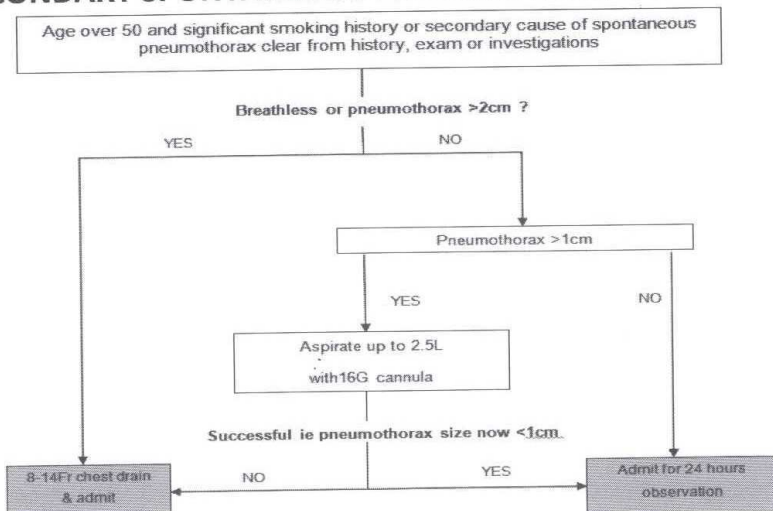 Age over 50 and significant smoking history or secondary cause of spontaneous
pneumothorax clear from history, exam or investigations
Breathless or pneumothorax >2cm ?
YES
NO
Pneumothorax >1cm
YES
NO
Aspirate up to 2.5L
with16G cannula
Successful ie pneumothorax size now <1cm
NO
YES
8-14Fr chest drain
& admit
Admit for 24 hours
observation